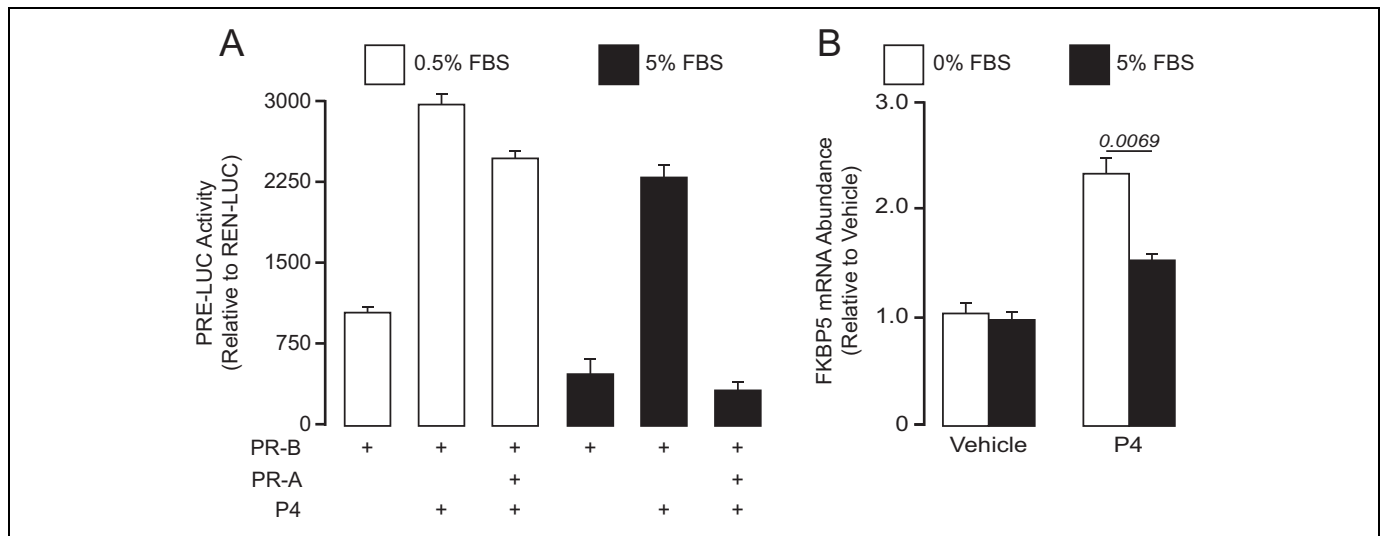 A
0.5% FBS
5% FBS
PRE-LUC Activity
(Relative to REN-LUC)
3000
2250
1500
750
0
PR-B + + + + + +
PR-A + +
P4 + + + +
B
0% FBS
5% FBS
FKBP5 mRNA Abundance
(Relative to Vehicle)
3.0
2.0
1.0
0
0.0069
Vehicle P4